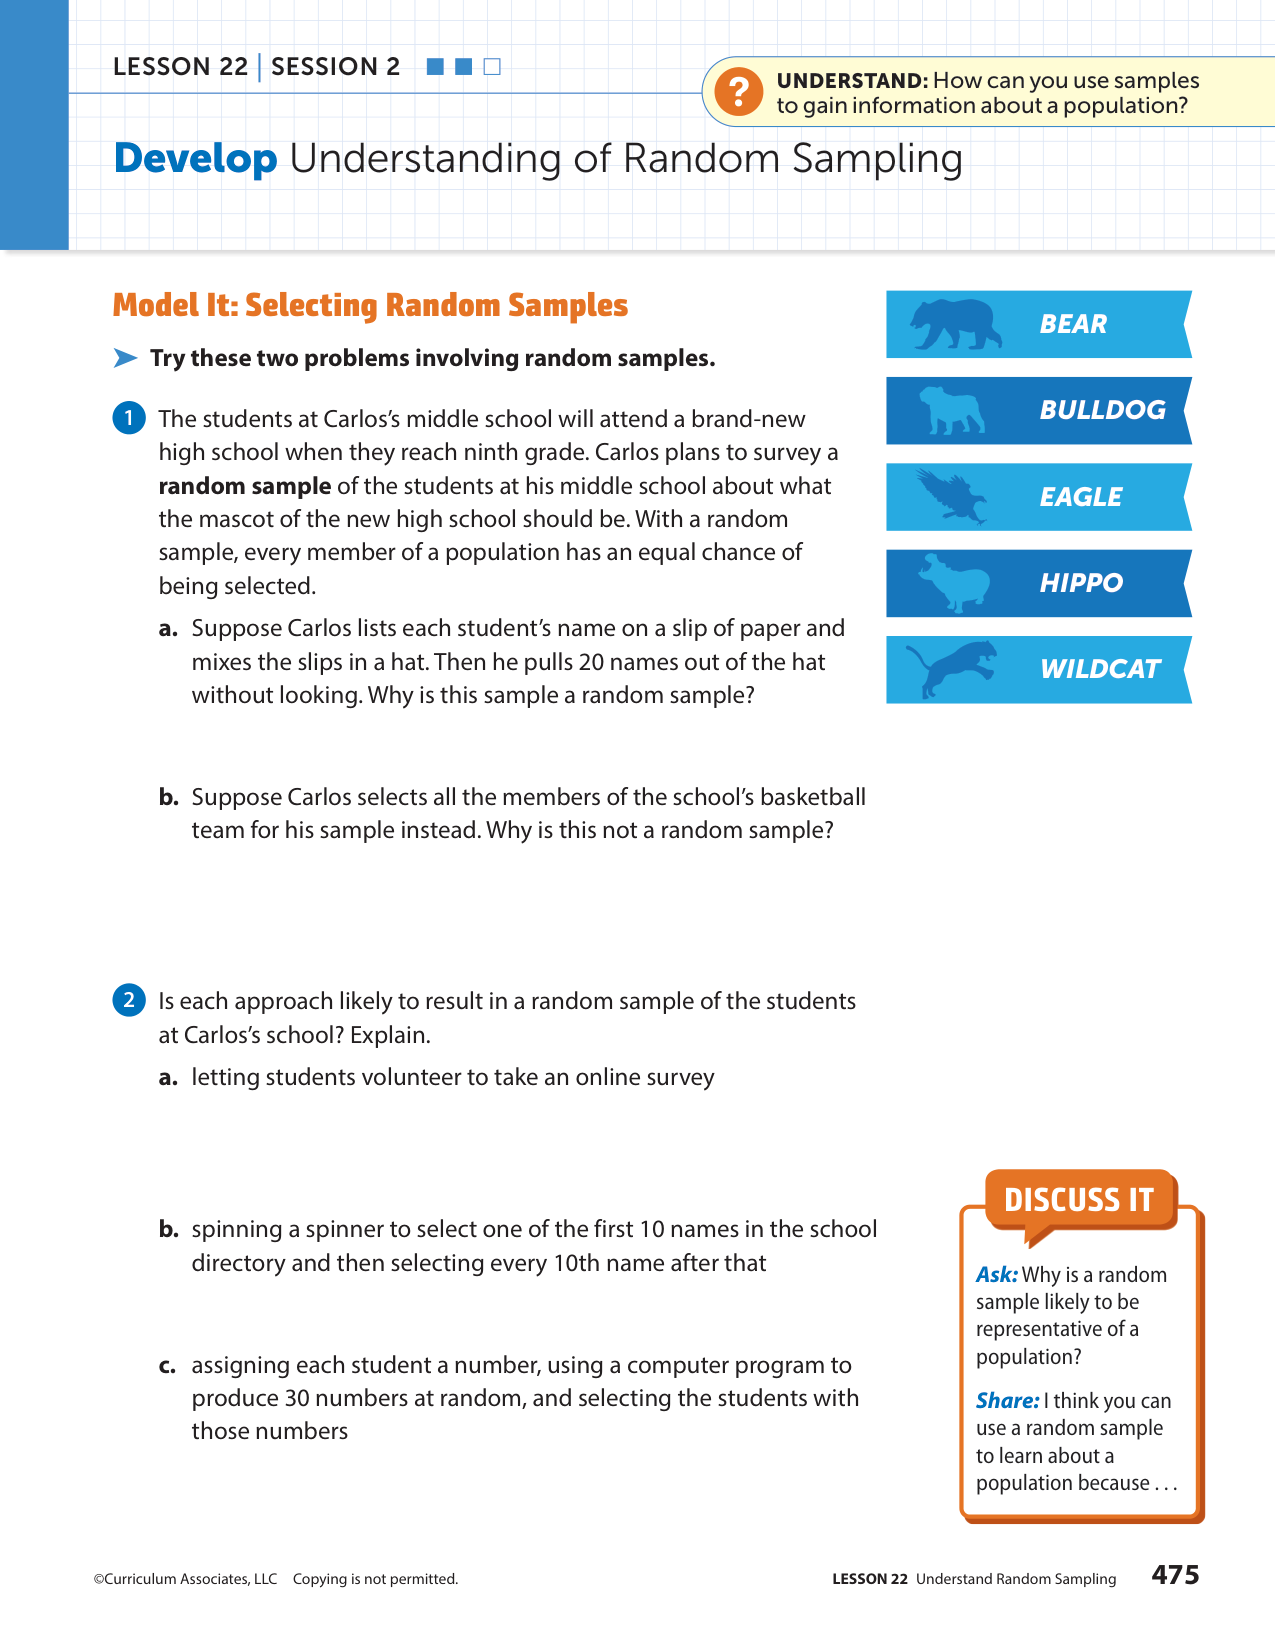 LESSON 22 | SESSION 2
? UNDERSTAND: How can you use samples
to gain information about a population?
Develop Understanding of Random Sampling
Model It: Selecting Random Samples
Try these two problems involving random samples.
1 The students at Carlos's middle school will attend a brand-new
high school when they reach ninth grade. Carlos plans to survey a
random sample of the students at his middle school about what
the mascot of the new high school should be. With a random
sample, every member of a population has an equal chance of
being selected.
a. Suppose Carlos lists each student's name on a slip of paper and
mixes the slips in a hat. Then he pulls 20 names out of the hat
without looking. Why is this sample a random sample?
b. Suppose Carlos selects all the members of the school's basketball
team for his sample instead. Why is this not a random sample?
BEAR
BULLDOG
EAGLE
HIPPO
WILDCAT
2 Is each approach likely to result in a random sample of the students
at Carlos's school? Explain.
a. letting students volunteer to take an online survey
b. spinning a spinner to select one of the first 10 names in the school
directory and then selecting every 10th name after that
c. assigning each student a number, using a computer program to
produce 30 numbers at random, and selecting the students with
those numbers
DISCUSS IT
Ask: Why is a random
sample likely to be
representative of a
population?
Share: I think you can
use a random sample
to learn about a
population because . . .
©Curriculum Associates, LLC Copying is not permitted.
LESSON 22 Understand Random Sampling 475